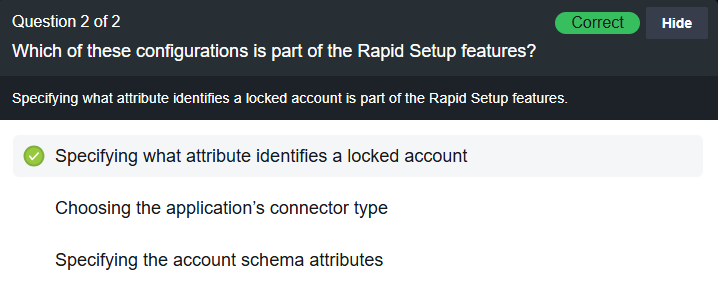 Question 2 of 2
Correct
Hide
Which of these configurations is part of the Rapid Setup features?
Specifying what attribute identifies a locked account is part of the Rapid Setup features.
Specifying what attribute identifies a locked account
Choosing the application’s connector type
Specifying the account schema attributes